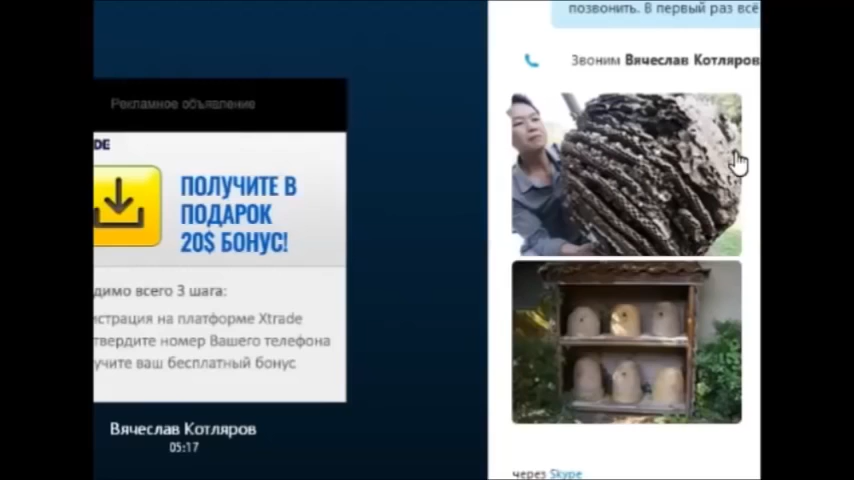 Рекламное объявление
DE
ПОЛУЧИТЕ В
ПОДАРОК
20$ БОНУС!
димо всего 3 шага:
истрация на платформе Xtrade
твердите номер Вашего телефона
учите ваш бесплатный бонус
Вячеслав Котляров
05:17
позвонить. В первый раз всё
Звоним Вячеслав Котляров
через Skype